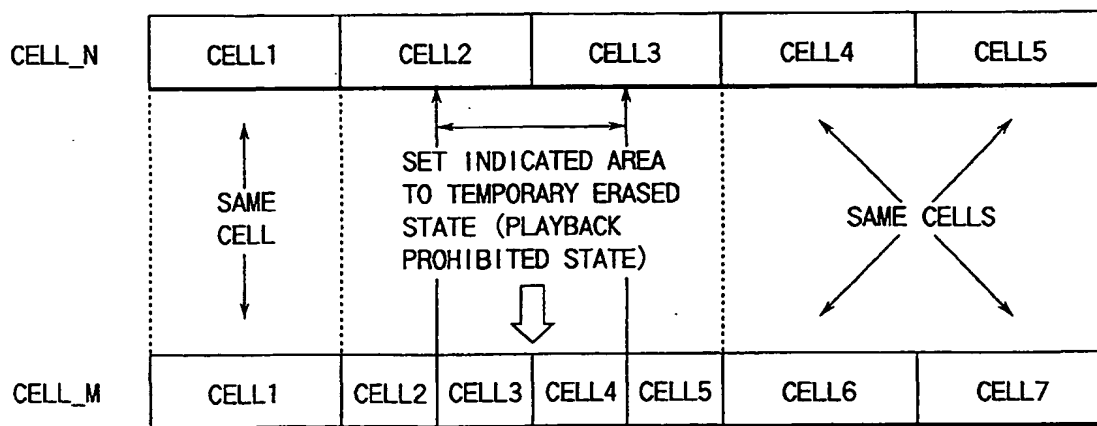 CELL_N CELL1 CELL2 CELL3 CELL4 CELL5
SET INDICATED AREA
TO TEMPORARY ERASED
STATE (PLAYBACK
PROHIBITED STATE)
SAME
CELL
SAME CELLS
CELL_M CELL1 CELL2 CELL3 CELL4 CELL5 CELL6 CELL7